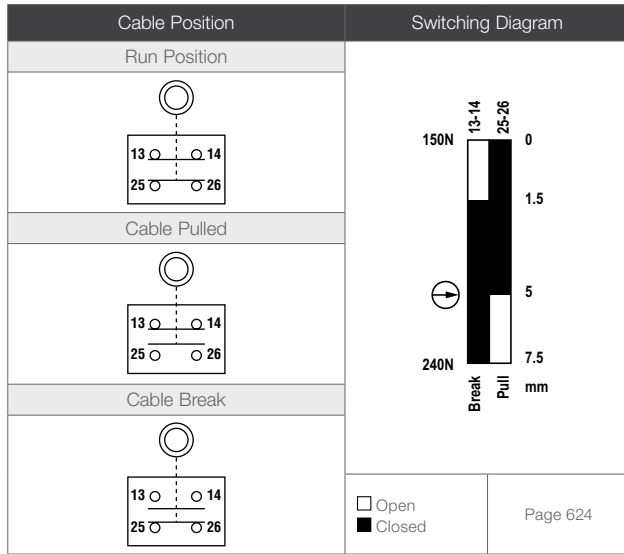 Cable Position
Switching Diagram
Run Position
13 14
25 26
Cable Pulled
13 14
25 26
Cable Break
13 14
25 26
13-14
25-26
150N
0
1.5
5
240N
7.5
Break
Pull
mm
Open
Closed
Page 624